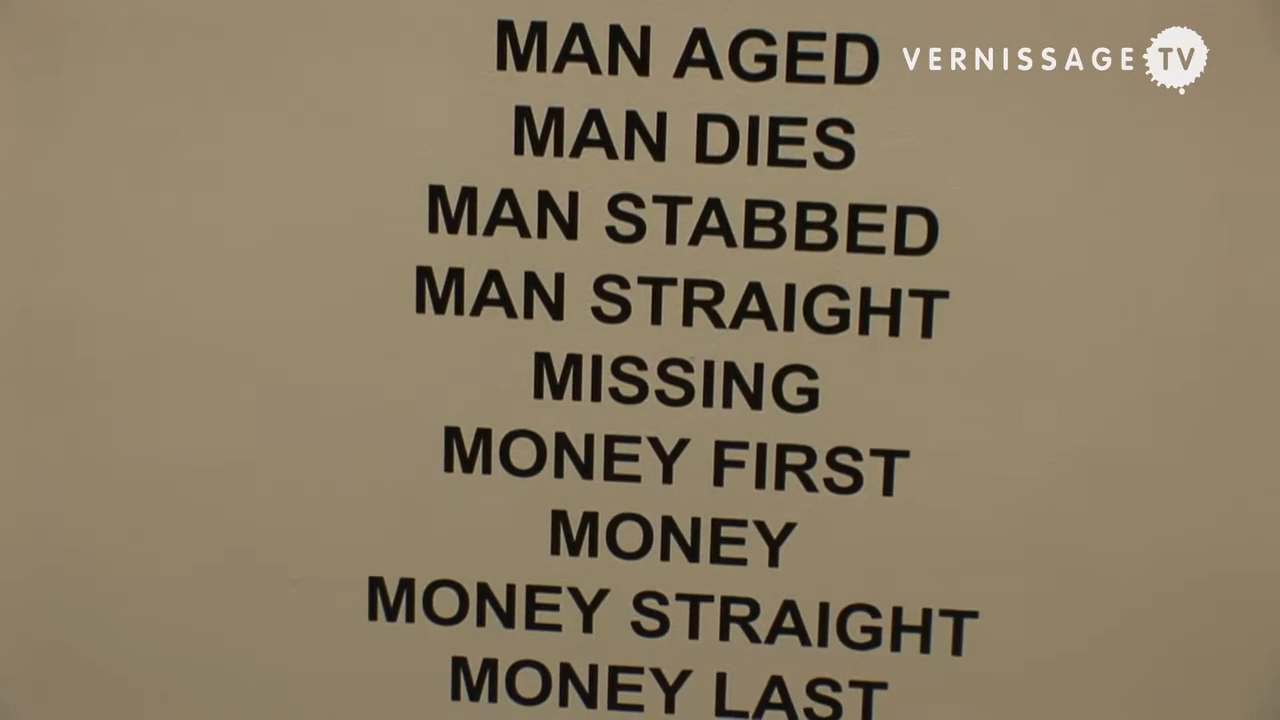 MAN AGED
VERNISSAGE TV
MAN DIES
MAN STABBED
MAN STRAIGHT
MISSING
MONEY FIRST
MONEY
MONEY STRAIGHT
MONEY LAST